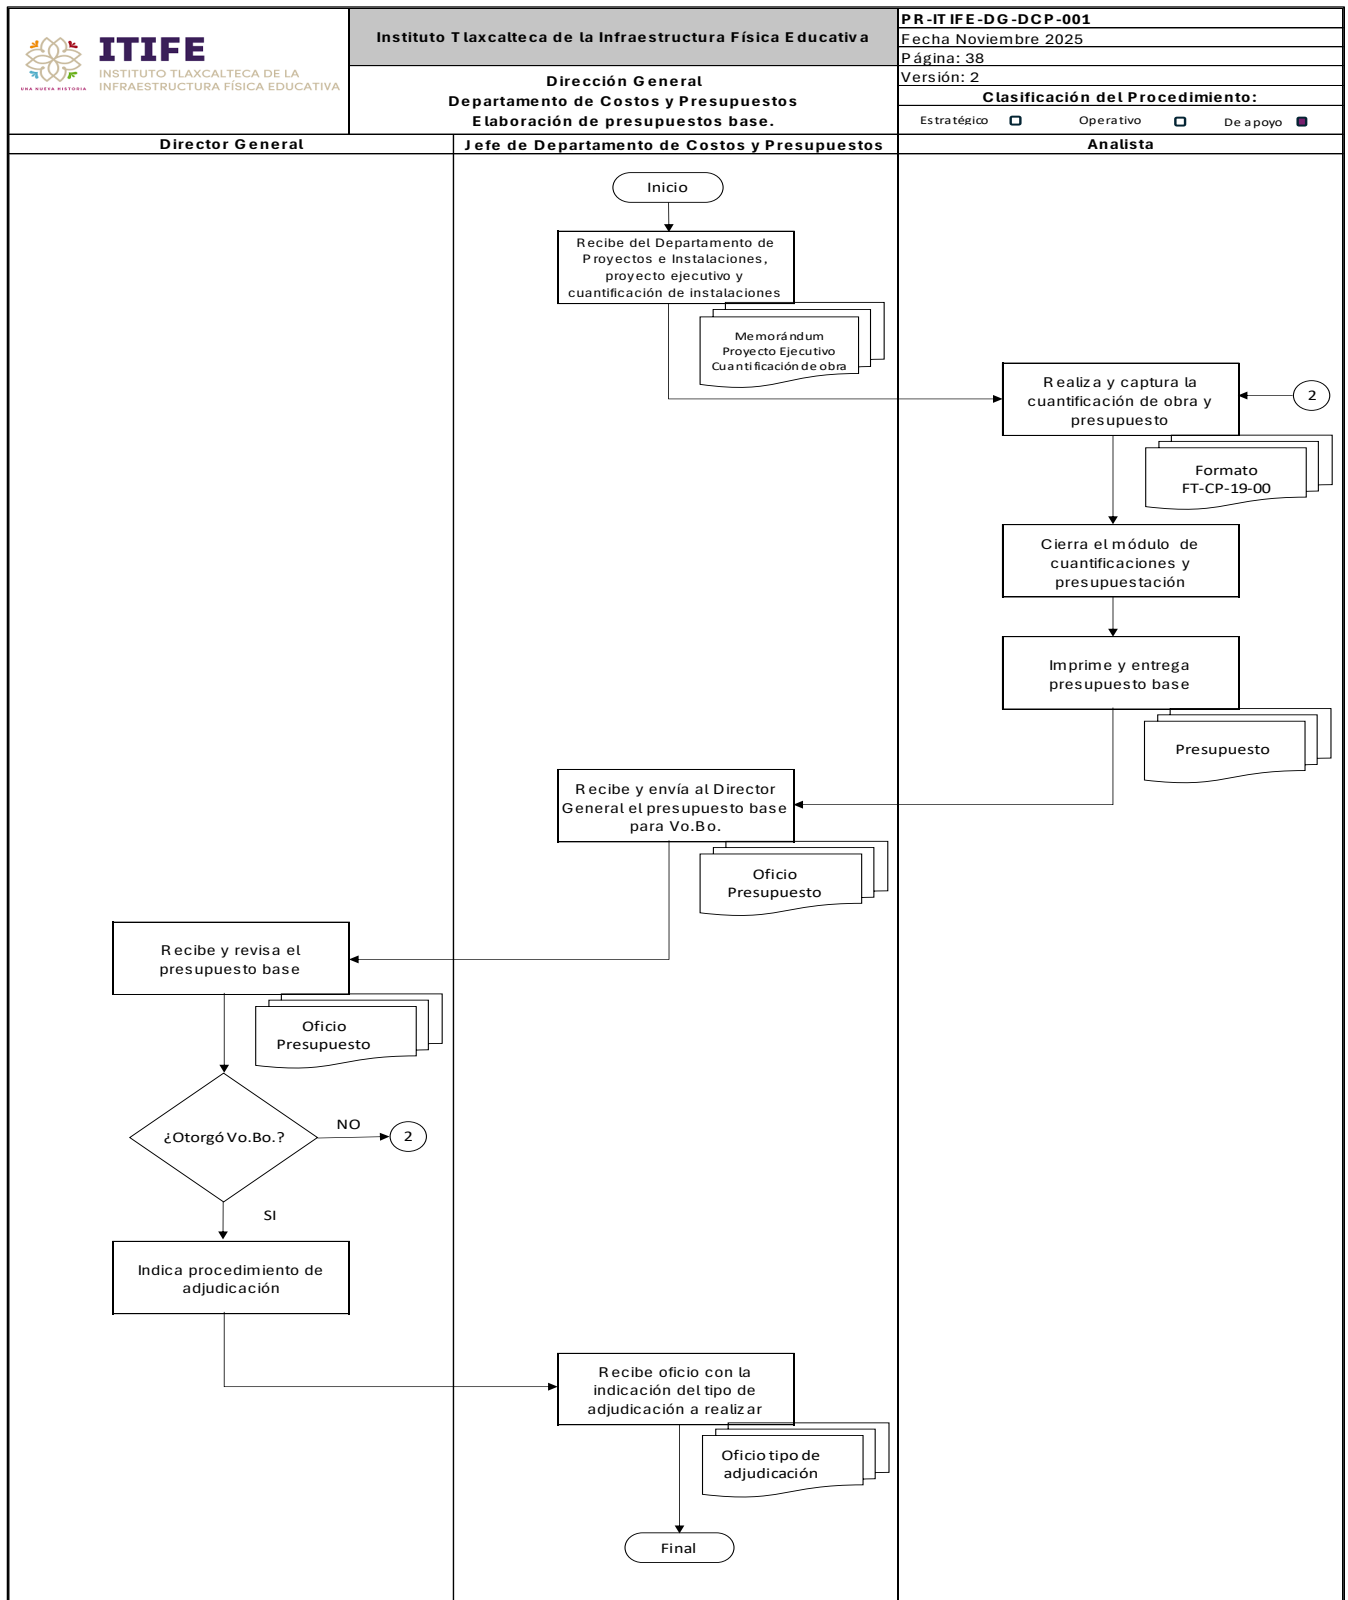 ITIFE
INSTITUTO TLAXCALTECA DE LA
INFRAESTRUCTURA FÍSICA EDUCATIVA
UNA NUEVA HISTORIA
Instituto Tlaxcalteca de la Infraestructura Física Educativa
Dirección General
Departamento de Costos y Presupuestos
Elaboración de presupuestos base.
PR-ITIFE-DG-DCP-001
Fecha Noviembre 2025
Página: 38
Versión: 2
Clasificación del Procedimiento:
Estratégico
Operativo
De apoyo
Director General
Jefe de Departamento de Costos y Presupuestos
Analista
Inicio
Recibe del Departamento de
Proyectos e Instalaciones,
proyecto ejecutivo y
cuantificación de instalaciones
Memorándum
Proyecto Ejecutivo
Cuantificación de obra
Realiza y captura la
cuantificación de obra y
presupuesto
2
Formato
FT-CP-19-00
Cierra el módulo de
cuantificaciones y
presupuestación
Imprime y entrega
presupuesto base
Presupuesto
Recibe y envía al Director
General el presupuesto base
para Vo.Bo.
Oficio
Presupuesto
Recibe y revisa el
presupuesto base
Oficio
Presupuesto
¿Otorgó Vo.Bo.?
NO
2
SI
Indica procedimiento de
adjudicación
Recibe oficio con la
indicación del tipo de
adjudicación a realizar
Oficio tipo de
adjudicación
Final